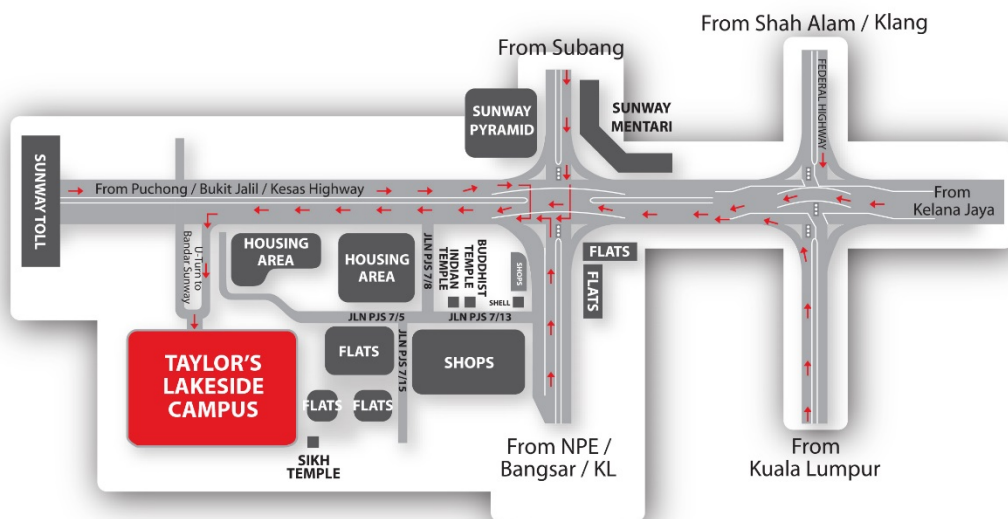 From Shah Alam / Klang
From Subang
FEDERAL HIGHWAY
SUNWAY
PYRAMID
SUNWAY
MENTARI
SUNWAY TOLL
From Puchong / Bukit Jalil / Kesas Highway
From
Kelana Jaya
U-Turn to
Bandar Sunway
HOUSING
AREA
HOUSING
AREA
JLN PJS 7/8
INDIAN
TEMPLE
BUDDHIST
TEMPLE
SHOPS
SHELL
FLATS
FLATS
JLN PJS 7/5
JLN PJS 7/13
TAYLOR'S
LAKESIDE
CAMPUS
FLATS
JLN PJS 7/15
SHOPS
FLATS
FLATS
SIKH
TEMPLE
From NPE /
Bangsar / KL
From
Kuala Lumpur